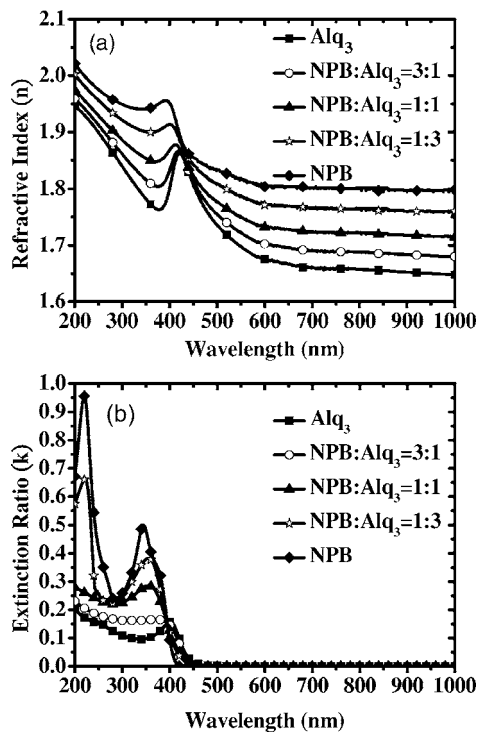 (a)
Alq3
NPB:Alq3=3:1
NPB:Alq3=1:1
NPB:Alq3=1:3
NPB
Refractive Index (n)
2.1
2.0
1.9
1.8
1.7
1.6
200 300 400 500 600 700 800 900 1000
Wavelength (nm)
(b)
Alq3
NPB:Alq3=3:1
NPB:Alq3=1:1
NPB:Alq3=1:3
NPB
Extinction Ratio (k)
1.0
0.9
0.8
0.7
0.6
0.5
0.4
0.3
0.2
0.1
0.0
200 300 400 500 600 700 800 900 1000
Wavelength (nm)